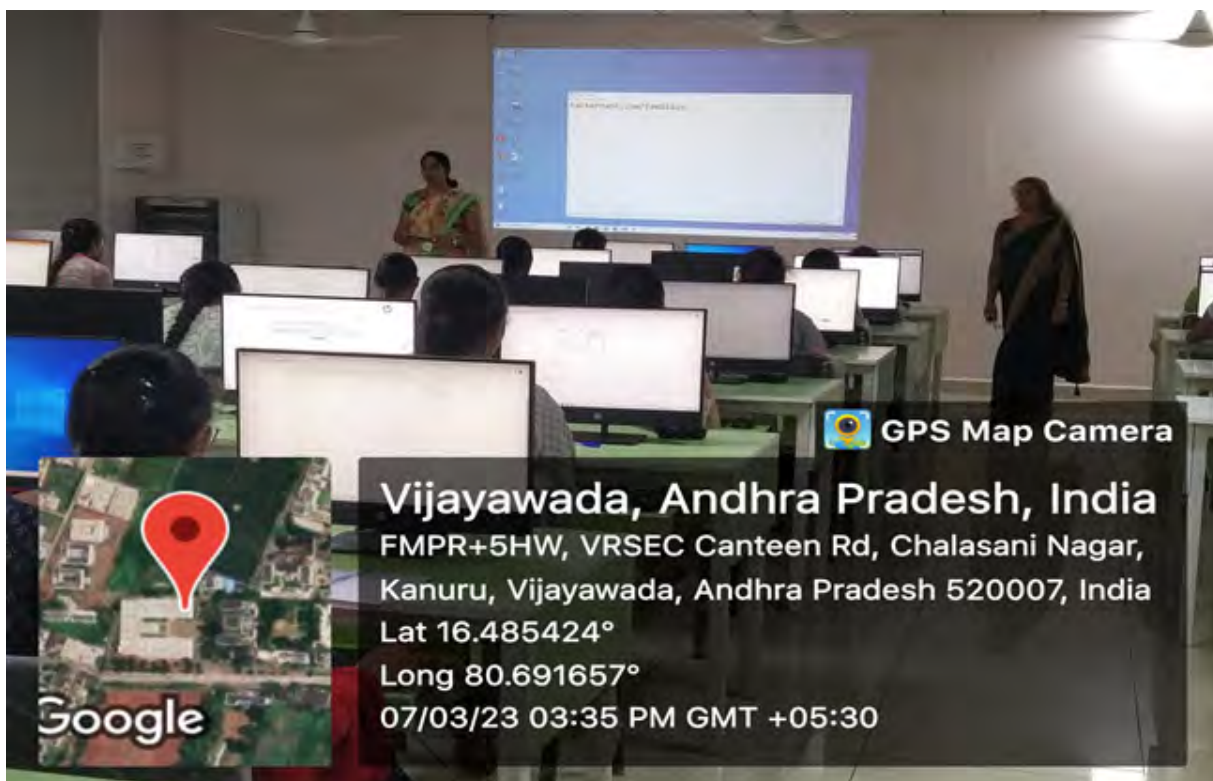 GPS Map Camera
Vijayawada, Andhra Pradesh, India
FMPR+5HW, VRSEC Canteen Rd, Chalasani Nagar,
Kanuru, Vijayawada, Andhra Pradesh 520007, India
Lat 16.485424°
Long 80.691657°
07/03/23 03:35 PM GMT +05:30
Google